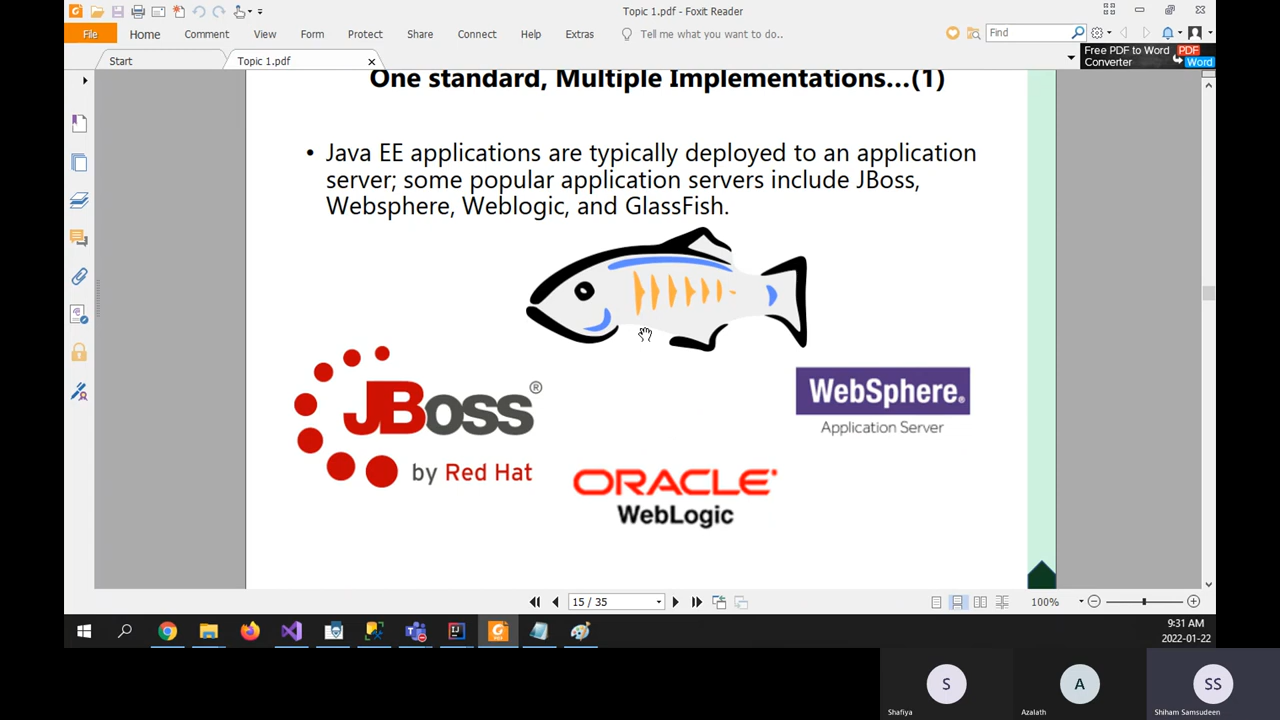 Topic 1.pdf - Foxit Reader
File Home Comment View Form Protect Share Connect Help Extras Tell me what you want to do.. Find
Start Topic 1.pdf
Free PDF to Word Converter PDF Word
One standard, Multiple Implementations...(1)
• Java EE applications are typically deployed to an application
server; some popular application servers include JBoss,
Websphere, Weblogic, and GlassFish.
JBoss®
by Red Hat
WebSphere®
Application Server
ORACLE
WebLogic
15 / 35 100%
9:31 AM
2022-01-22
S A SS
Shafiya Azalath Shiham Samsudeen